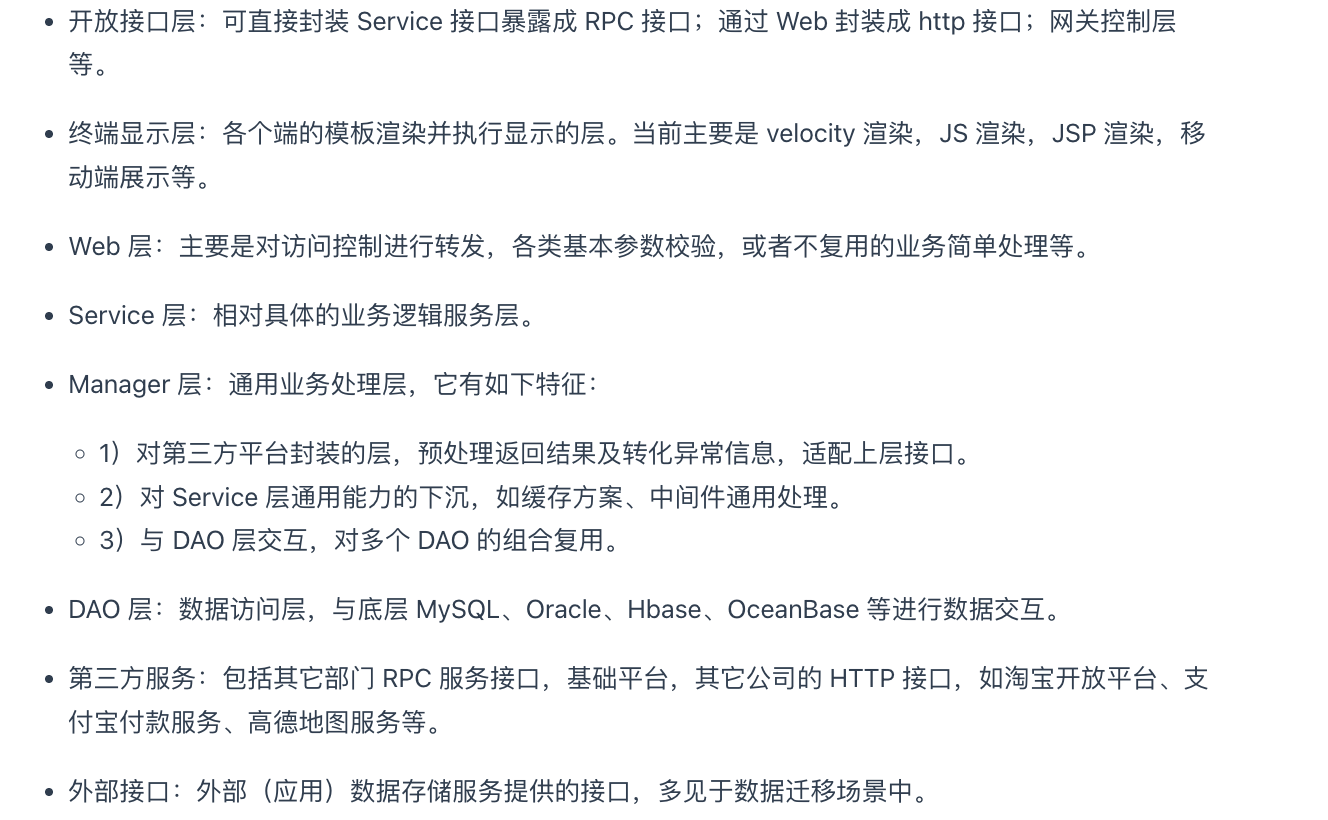 • 开放接口层：可直接封装 Service 接口暴露成 RPC 接口；通过 Web 封装成 http 接口；网关控制层
等。
• 终端显示层：各个端的模板渲染并执行显示的层。当前主要是 velocity 渲染，JS 渲染，JSP 渲染，移
动端展示等。
• Web 层：主要是对访问控制进行转发，各类基本参数校验，或者不复用的业务简单处理等。
• Service 层：相对具体的业务逻辑服务层。
• Manager 层：通用业务处理层，它有如下特征：
◦ 1）对第三方平台封装的层，预处理返回结果及转化异常信息，适配上层接口。
◦ 2）对 Service 层通用能力的下沉，如缓存方案、中间件通用处理。
◦ 3）与 DAO 层交互，对多个 DAO 的组合复用。
• DAO 层：数据访问层，与底层 MySQL、Oracle、Hbase、OceanBase 等进行数据交互。
• 第三方服务：包括其它部门 RPC 服务接口，基础平台，其它公司的 HTTP 接口，如淘宝开放平台、支
付宝付款服务、高德地图服务等。
• 外部接口：外部（应用）数据存储服务提供的接口，多见于数据迁移场景中。